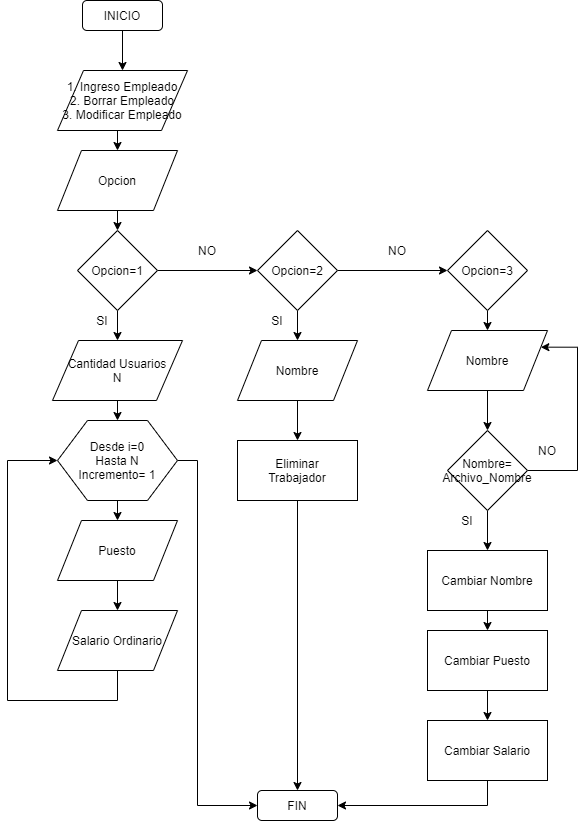 INICIO
1. Ingreso Empleado
2. Borrar Empleado
3. Modificar Empleado
Opcion
Opcion=1
NO
Opcion=2
NO
Opcion=3
SI
SI
Cantidad Usuarios
N
Nombre
Nombre
Desde i=0
Hasta N
Incremento= 1
Eliminar
Trabajador
Nombre=
Archivo_Nombre
NO
SI
Puesto
Cambiar Nombre
Salario Ordinario
Cambiar Puesto
Cambiar Salario
FIN